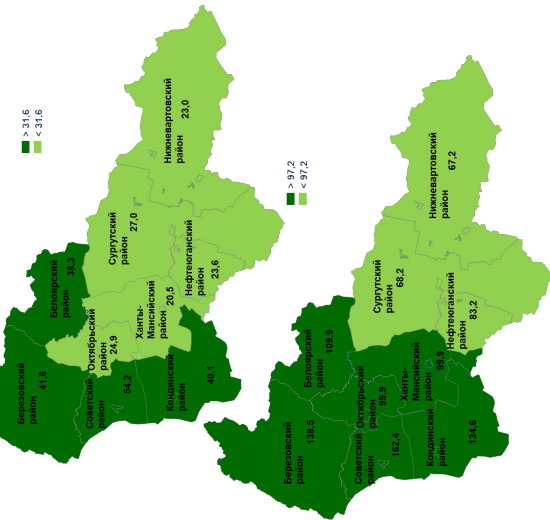 > 31,6
< 31,6
Березовский
район 41,6
Белоярский
район 38,3
Октябрьский
район 24,9
Советский
район 54,2
Ханты-
Мансийский
район 20,5
Кондинский
район 40,1
Сургутский
район 27,0
Нефтеюганский
район 23,6
Нижневартовский
район 23,0
> 97,2
< 97,2
Березовский
район 138,5
Белоярский
район 109,9
Октябрьский
район 99,9
Советский
район 162,4
Ханты-
Мансийский
район 99,9
Кондинский
район 134,6
Сургутский
район 68,2
Нефтеюганский
район 83,2
Нижневартовский
район 67,2